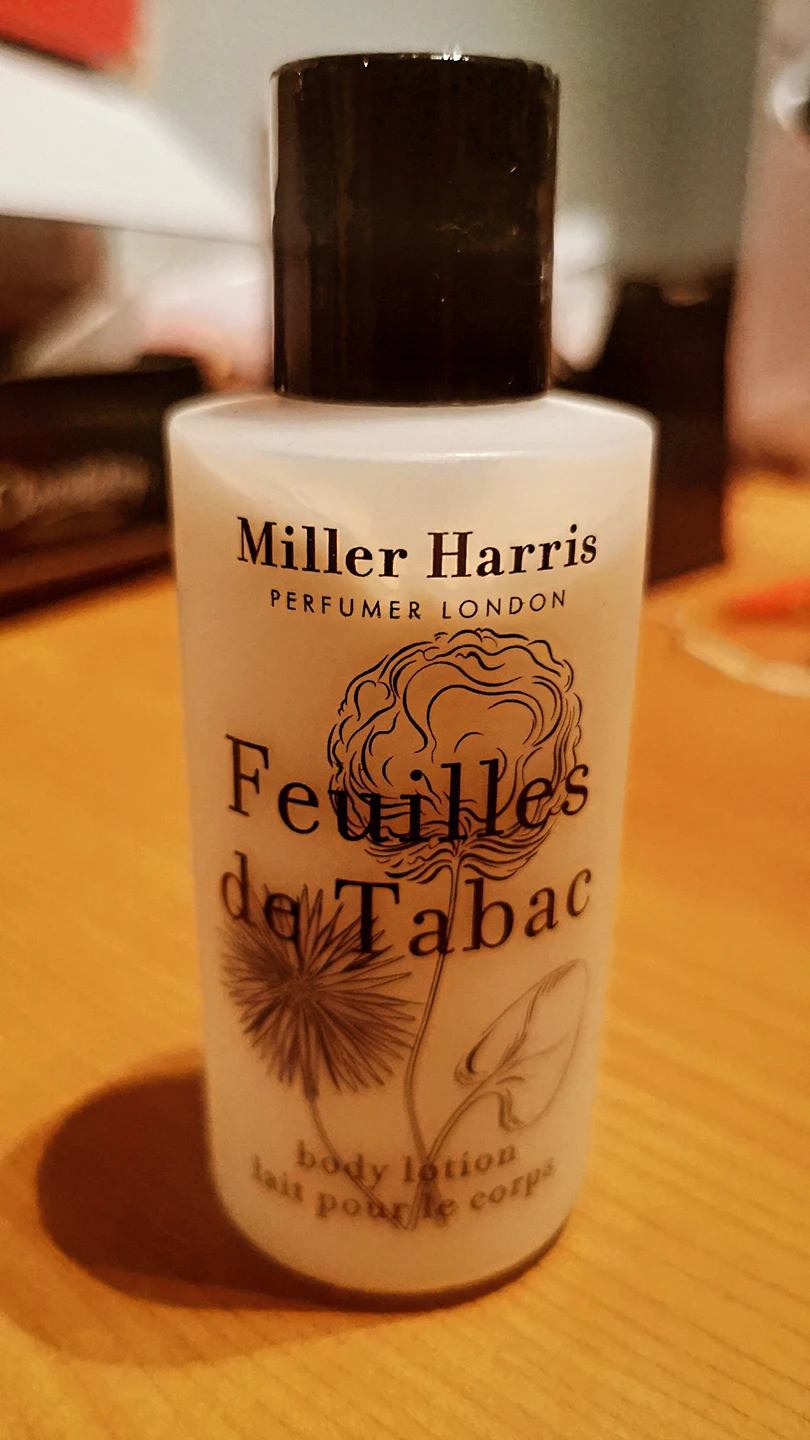 Miller Harris
PERFUMER LONDON
Feuilles
de Tabac
body lotion
lait pour le corps